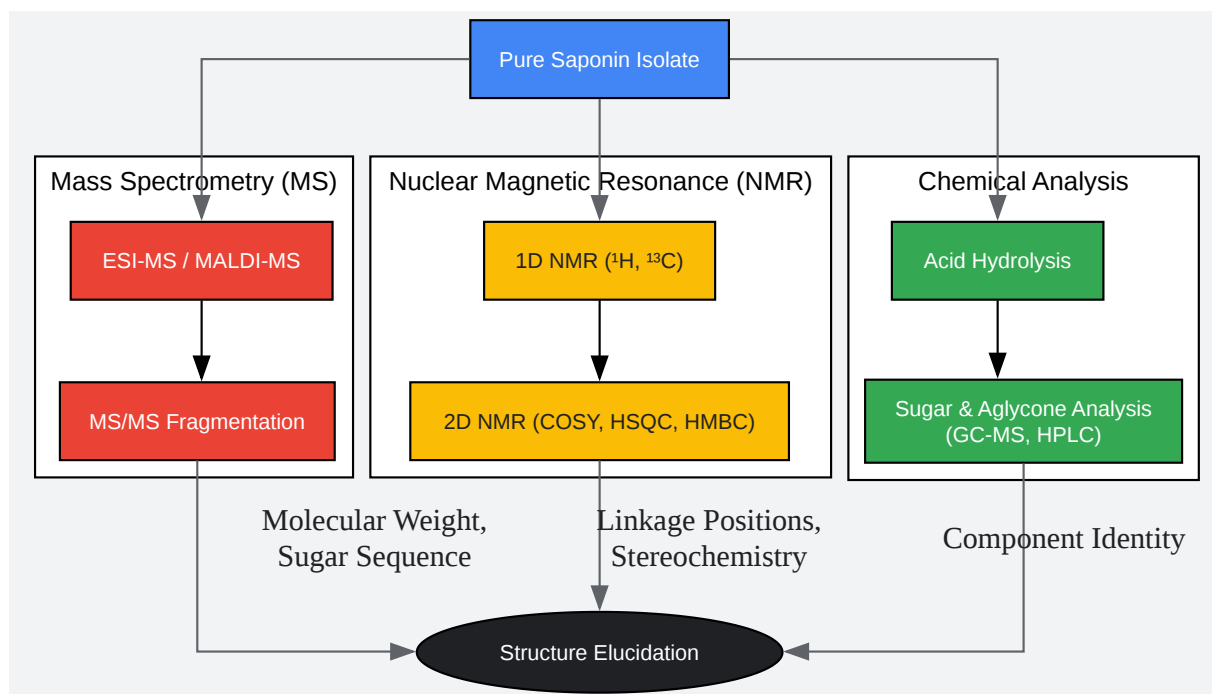 Pure Saponin Isolate
Mass Spectrometry (MS)
ESI-MS / MALDI-MS
MS/MS Fragmentation
Nuclear Magnetic Resonance (NMR)
1D NMR (¹H, ¹³C)
2D NMR (COSY, HSQC, HMBC)
Chemical Analysis
Acid Hydrolysis
Sugar & Aglycone Analysis
(GC-MS, HPLC)
Molecular Weight,
Sugar Sequence
Linkage Positions,
Stereochemistry
Component Identity
Structure Elucidation